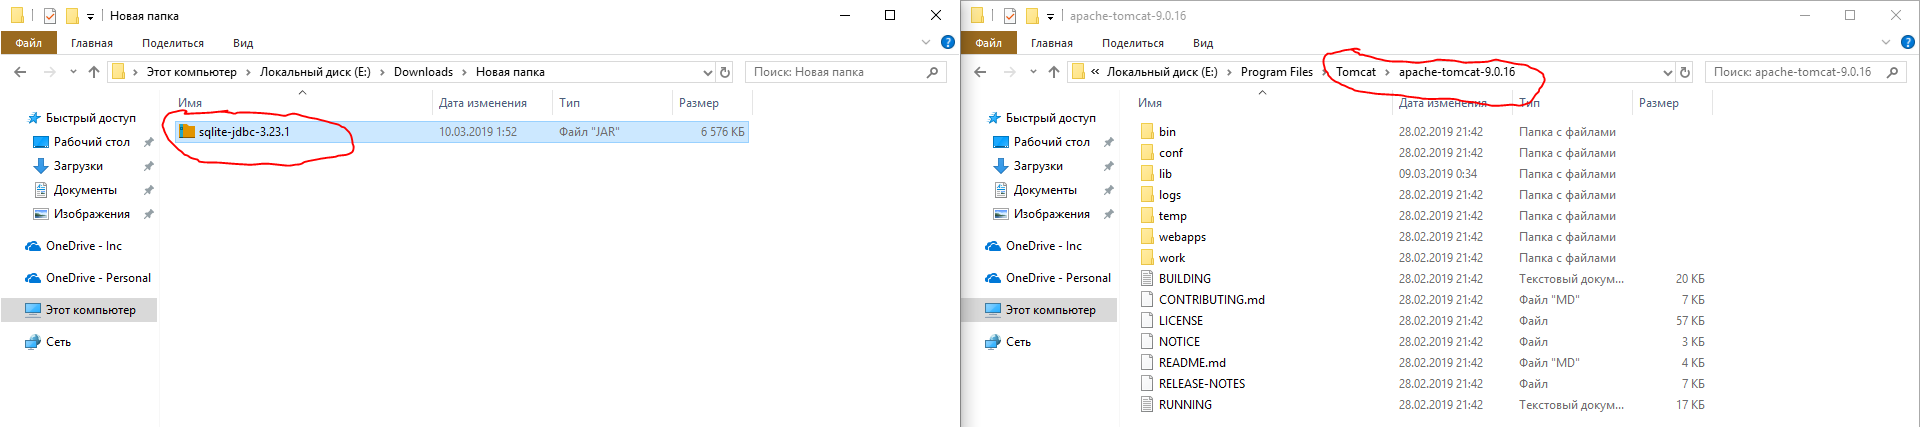 Новая папка
Файл Главная Поделиться Вид
Этот компьютер Локальный диск (E:) Downloads Новая папка Поиск: Новая папка
Имя Дата изменения Тип Размер
Быстрый доступ
Рабочий стол
Загрузки
Документы
Изображения
OneDrive - Inc
OneDrive - Personal
Этот компьютер
Сеть
sqlite-jdbc-3.23.1 10.03.2019 1:52 Файл "JAR" 6 576 КБ
apache-tomcat-9.0.16
Файл Главная Поделиться Вид
« Локальный диск (E:) Program Files Tomcat apache-tomcat-9.0.16 Поиск: apache-tomcat-9.0.16
Имя Дата изменения Тип Размер
Быстрый доступ
Рабочий стол
Загрузки
Документы
Изображения
OneDrive - Inc
OneDrive - Personal
Этот компьютер
Сеть
bin 28.02.2019 21:42 Папка с файлами
conf 28.02.2019 21:42 Папка с файлами
lib 09.03.2019 0:34 Папка с файлами
logs 28.02.2019 21:42 Папка с файлами
temp 28.02.2019 21:42 Папка с файлами
webapps 28.02.2019 21:42 Папка с файлами
work 28.02.2019 21:42 Папка с файлами
BUILDING 28.02.2019 21:42 Текстовый докум... 20 КБ
CONTRIBUTING.md 28.02.2019 21:42 Файл "MD" 7 КБ
LICENSE 28.02.2019 21:42 Файл 57 КБ
NOTICE 28.02.2019 21:42 Файл 3 КБ
README.md 28.02.2019 21:42 Файл "MD" 4 КБ
RELEASE-NOTES 28.02.2019 21:42 Файл 7 КБ
RUNNING 28.02.2019 21:42 Текстовый докум... 17 КБ